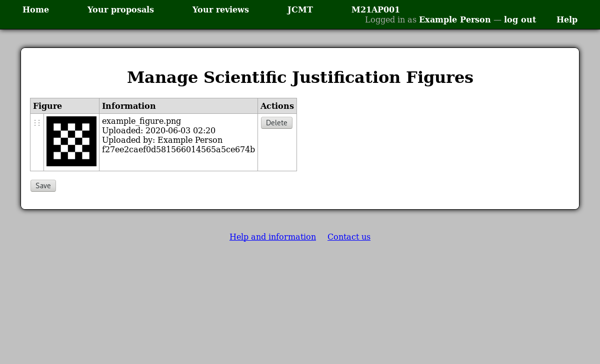 Home Your proposals Your reviews JCMT M21AP001
Logged in as Example Person — log out Help
Manage Scientific Justification Figures
Figure Information Actions
example_figure.png
Uploaded: 2020-06-03 02:20
Uploaded by: Example Person
f27ee2caef0d581566014565a5ce674b
Delete
Save
Help and information Contact us